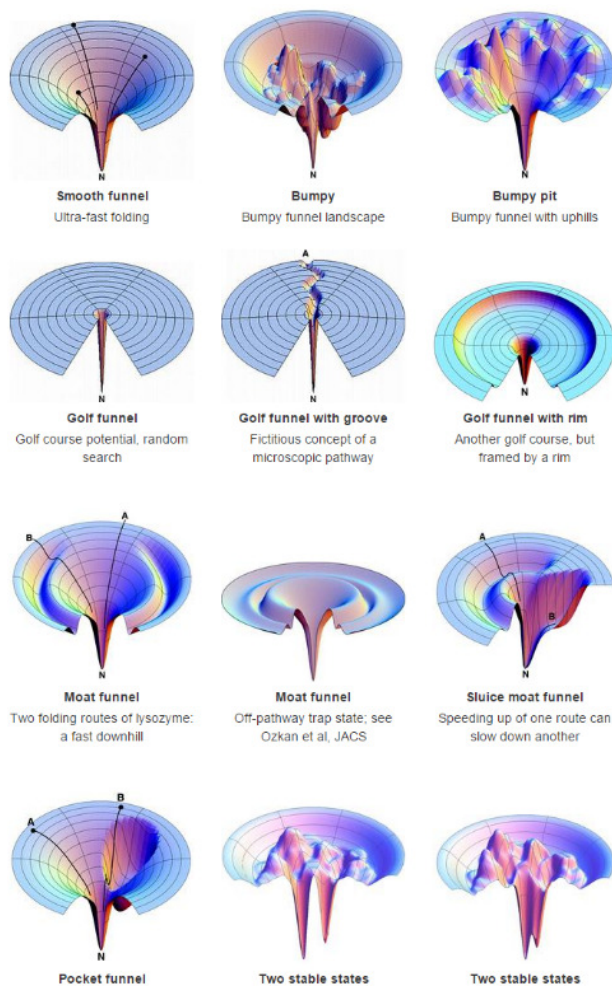 N
Smooth funnel
Ultra-fast folding
N
Bumpy
Bumpy funnel landscape
N
Bumpy pit
Bumpy funnel with uphills
N
Golf funnel
Golf course potential, random
search
A
N
Golf funnel with groove
Fictitious concept of a
microscopic pathway
N
Golf funnel with rim
Another golf course, but
framed by a rim
B
A
N
Moat funnel
Two folding routes of lysozyme:
a fast downhill
Moat funnel
Off-pathway trap state; see
Ozkan et al, JACS
A
B
N
Sluice moat funnel
Speeding up of one route can
slow down another
A
B
N
Pocket funnel
Two stable states
Two stable states